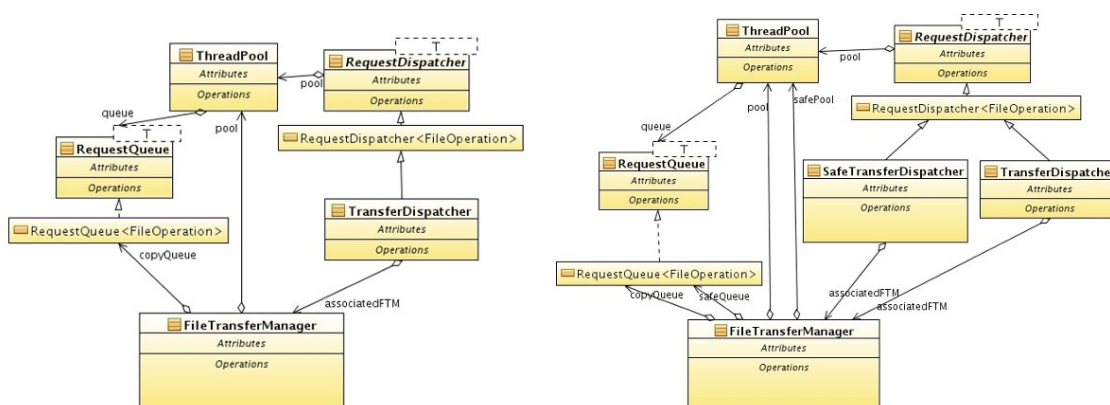 ThreadPool
Attributes
Operations
T
RequestDispatcher
Attributes
Operations
pool
queue
pool
T
RequestQueue
Attributes
Operations
RequestDispatcher<FileOperation>
RequestQueue<FileOperation>
TransferDispatcher
Attributes
Operations
copyQueue
associatedFTM
FileTransferManager
Attributes
Operations
ThreadPool
Attributes
Operations
T
RequestDispatcher
Attributes
Operations
pool
pool
safePool
queue
T
RequestQueue
Attributes
Operations
RequestDispatcher<FileOperation>
SafeTransferDispatcher
Attributes
Operations
TransferDispatche
Attributes
Operations
RequestQueue<FileOperation>
copyQueue
safeQueue
associatedFTM
associatedFTM
FileTransferManager
Attributes
Operations